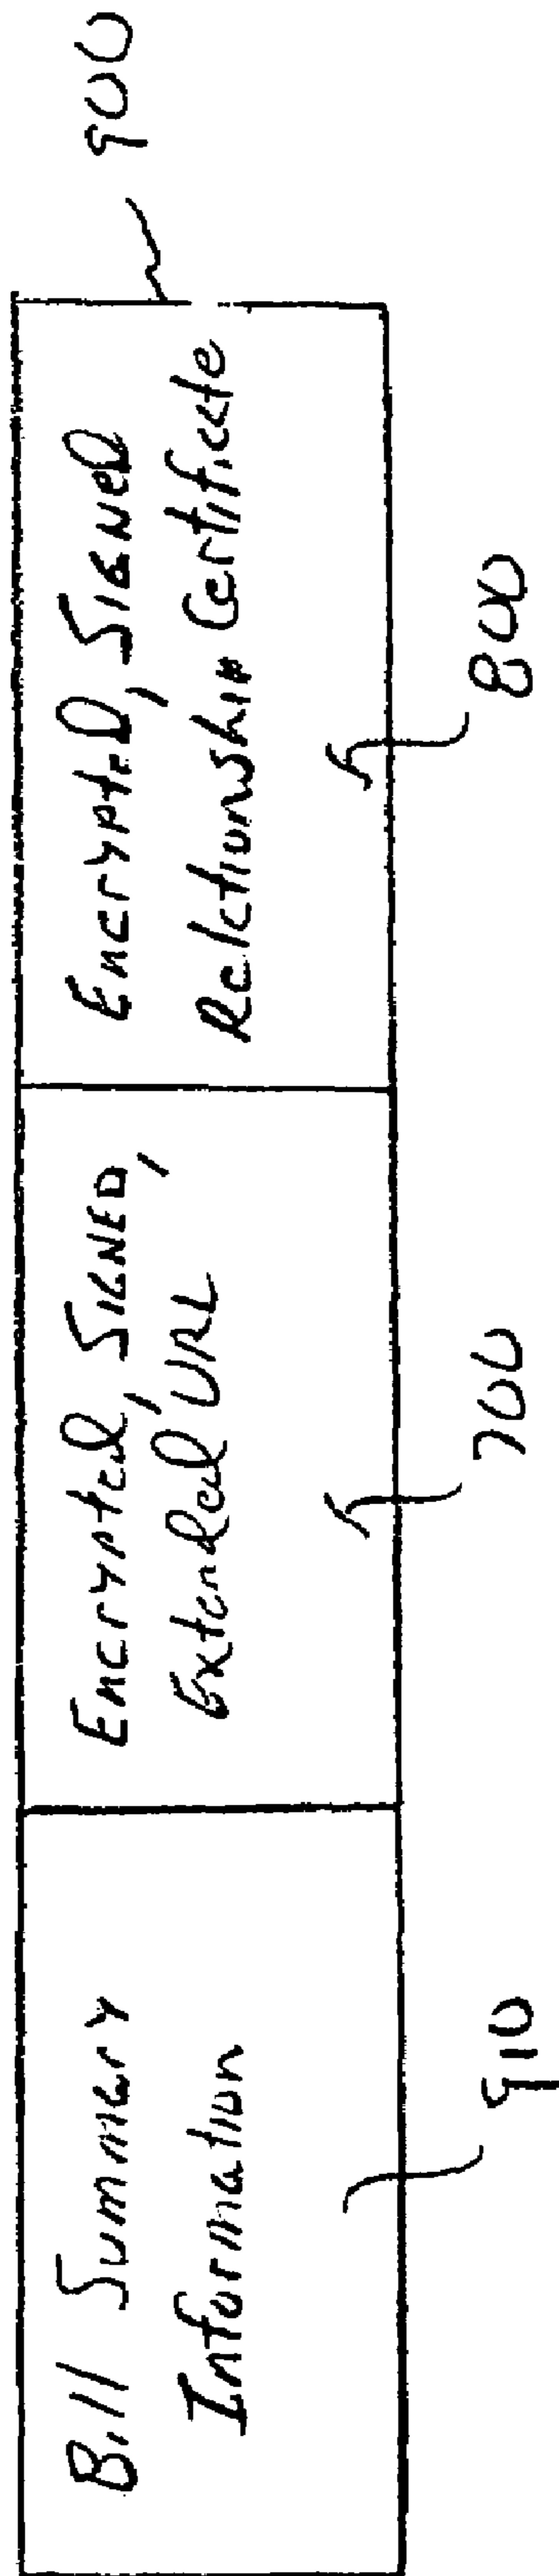 900
Bill Summary
Information
Encrypted, Signed,
Extended URL
Encrypted, Signed
Relationship Certificate
910
700
800